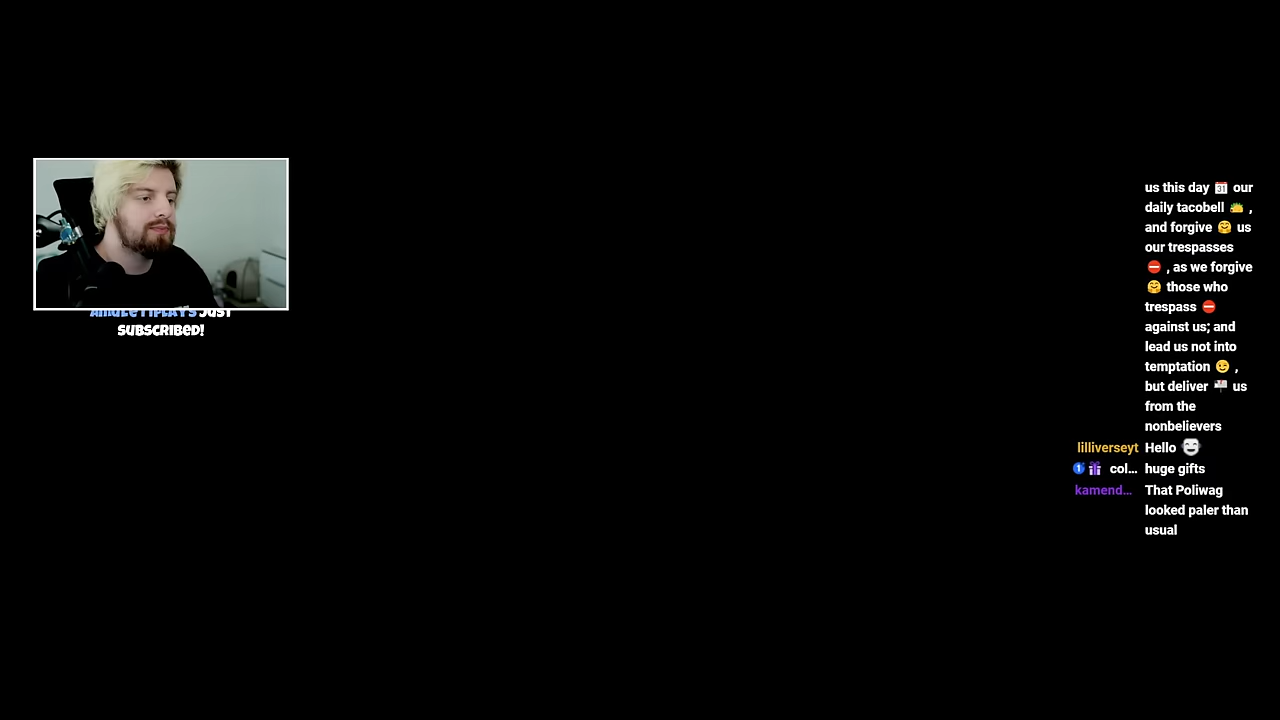 JUST
SUBSCRIBED!
us this day 📅 our
daily tacobell 🌮 ,
and forgive 🤗 us
our trespasses
⛔ , as we forgive
🤗 those who
trespass ⛔
against us; and
lead us not into
temptation 😉 ,
but deliver 📬 us
from the
nonbelievers
lilliverseyt Hello
1 col... huge gifts
kamend... That Poliwag
looked paler than
usual